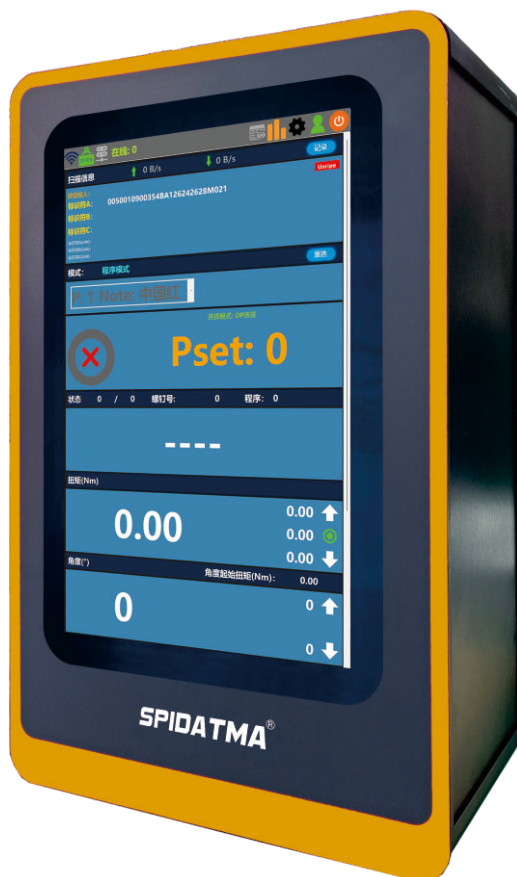 在线: 0
扫描信息 0 B/s 0 B/s 记录
标识符A: 00500109003548A126242628M021 Unripe
标识符B:
标识符C:
模式: 程序模式 重选
P: 1 Note: 中国红
Pset: 0
状态 0 / 0 螺钉号: 0 程序: 0
----
扭矩(Nm)
0.00
0.00
0.00
0.00
角度(°) 角度起始扭矩(Nm): 0.00
0
0
0
SPIDATMA®